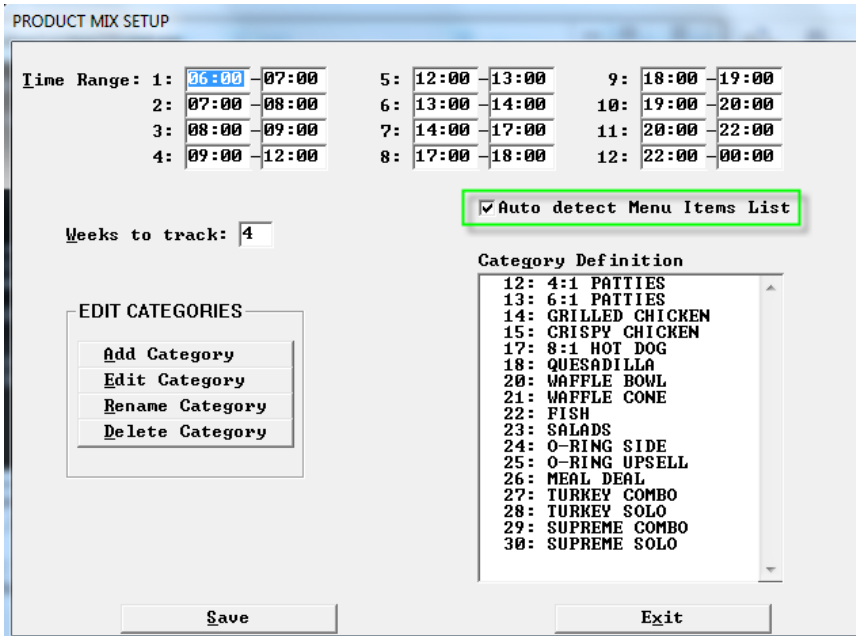 PRODUCT MIX SETUP
Time Range: 1: 06:00 -07:00 5: 12:00 -13:00 9: 18:00 -19:00
2: 07:00 -08:00 6: 13:00 -14:00 10: 19:00 -20:00
3: 08:00 -09:00 7: 14:00 -17:00 11: 20:00 -22:00
4: 09:00 -12:00 8: 17:00 -18:00 12: 22:00 -00:00
Auto detect Menu Items List
Weeks to track: 4
Category Definition
12: 4:1 PATTIES
13: 6:1 PATTIES
14: GRILLED CHICKEN
15: CRISPY CHICKEN
17: 8:1 HOT DOG
18: QUESADILLA
20: WAFFLE BOWL
21: WAFFLE CONE
22: FISH
23: SALADS
24: O-RING SIDE
25: O-RING UPSELL
26: MEAL DEAL
27: TURKEY COMBO
28: TURKEY SOLO
29: SUPREME COMBO
30: SUPREME SOLO
EDIT CATEGORIES
Add Category
Edit Category
Rename Category
Delete Category
Save Exit